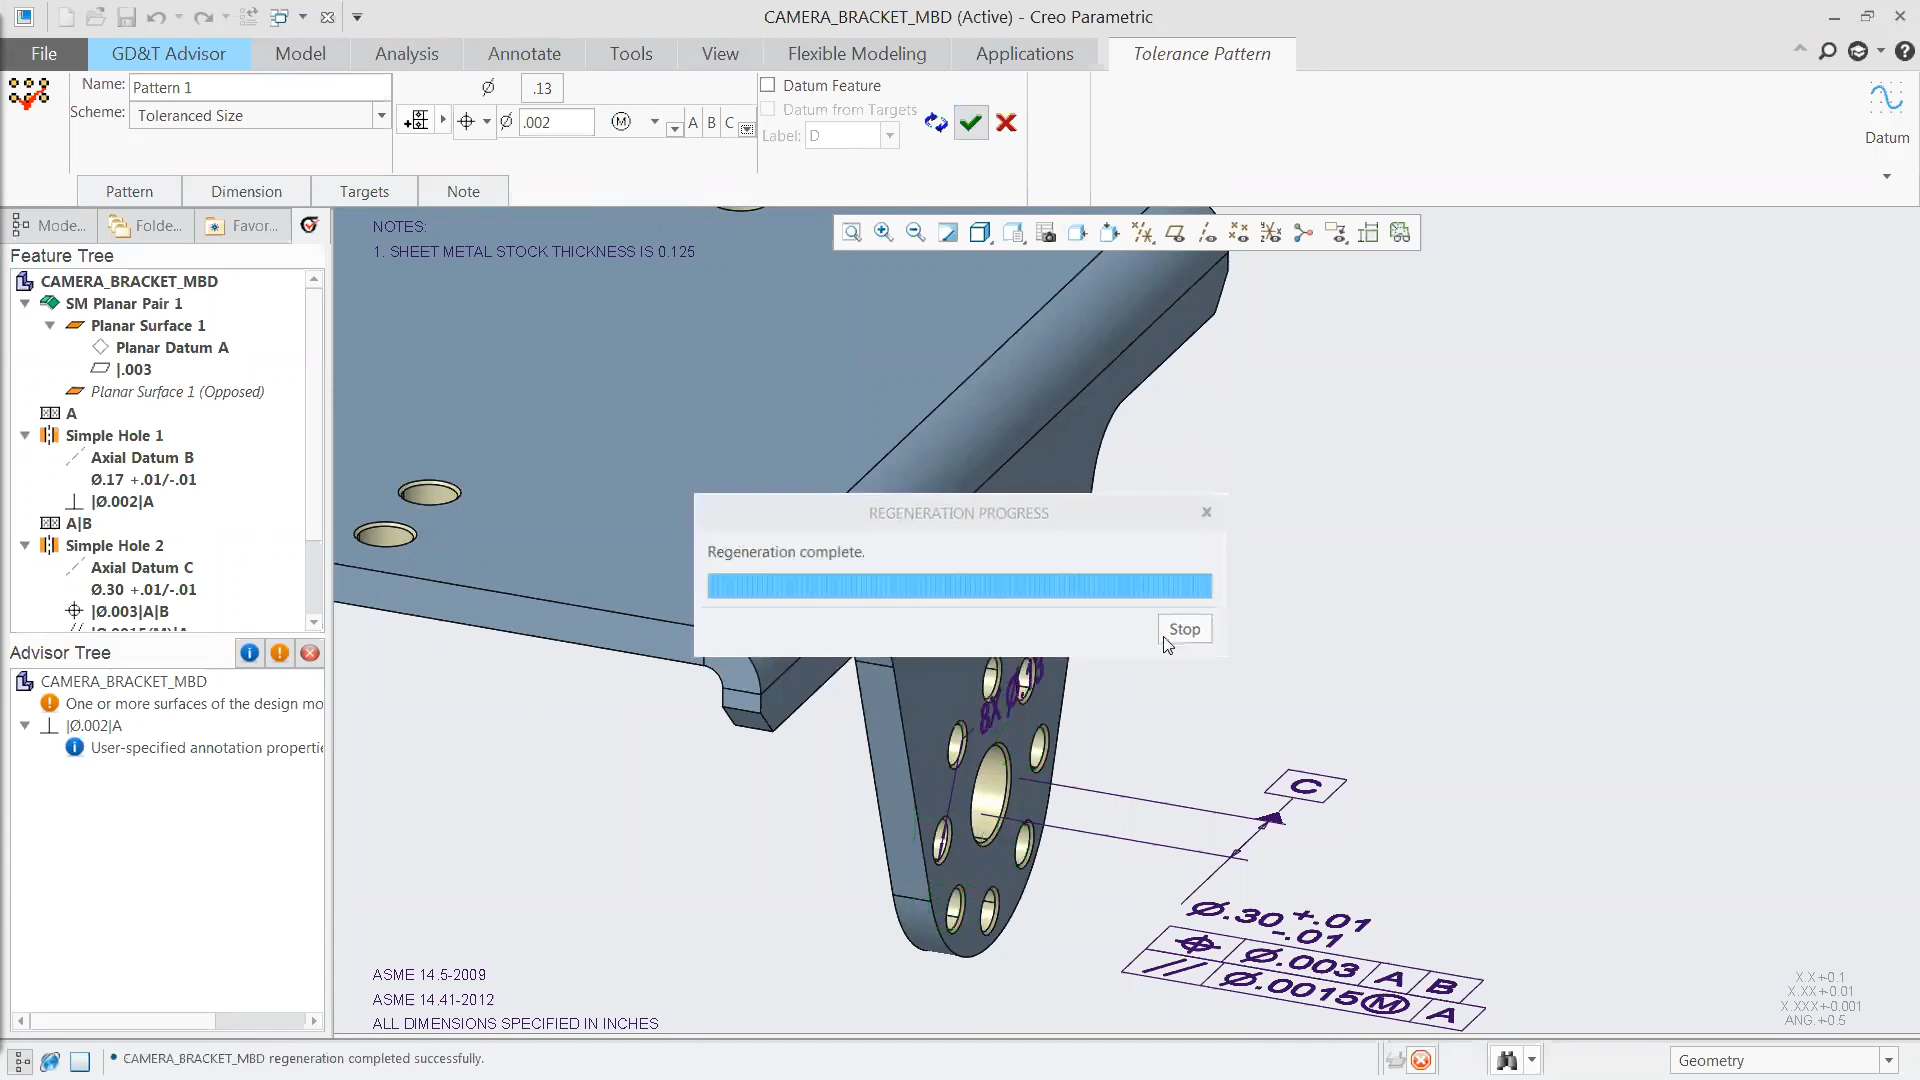 CAMERA_BRACKET_MBD (Active) - Creo Parametric
File
GD&T Advisor
Model
Analysis
Annotate
Tools
View
Flexible Modeling
Applications
Tolerance Pattern
Name: Pattern 1
Scheme: Toleranced Size
Ø .13
Ø .002 Ⓜ A B C
Datum Feature
Datum from Targets
Label: D
Datum
Pattern
Dimension
Targets
Note
Mode...
Folde...
Favor...
Feature Tree
CAMERA_BRACKET_MBD
SM Planar Pair 1
Planar Surface 1
Planar Datum A
|.003
Planar Surface 1 (Opposed)
A
Simple Hole 1
Axial Datum B
Ø.17 +.01/-.01
|Ø.002|A
A|B
Simple Hole 2
Axial Datum C
Ø.30 +.01/-.01
|Ø.003|A|B
|Ø.0015(M)|A
Advisor Tree
CAMERA_BRACKET_MBD
One or more surfaces of the design mo
|Ø.002|A
User-specified annotation propertie
NOTES:
1. SHEET METAL STOCK THICKNESS IS 0.125
REGENERATION PROGRESS
Regeneration complete.
Stop
8X Ø.13
C
Ø.30 +.01
-.01
Ø.003 A B
// Ø.0015Ⓜ A
ASME 14.5-2009
ASME 14.41-2012
ALL DIMENSIONS SPECIFIED IN INCHES
X.X+-0.1
X.XX+-0.01
X.XXX+-0.001
ANG.+-0.5
CAMERA_BRACKET_MBD regeneration completed successfully.
Geometry